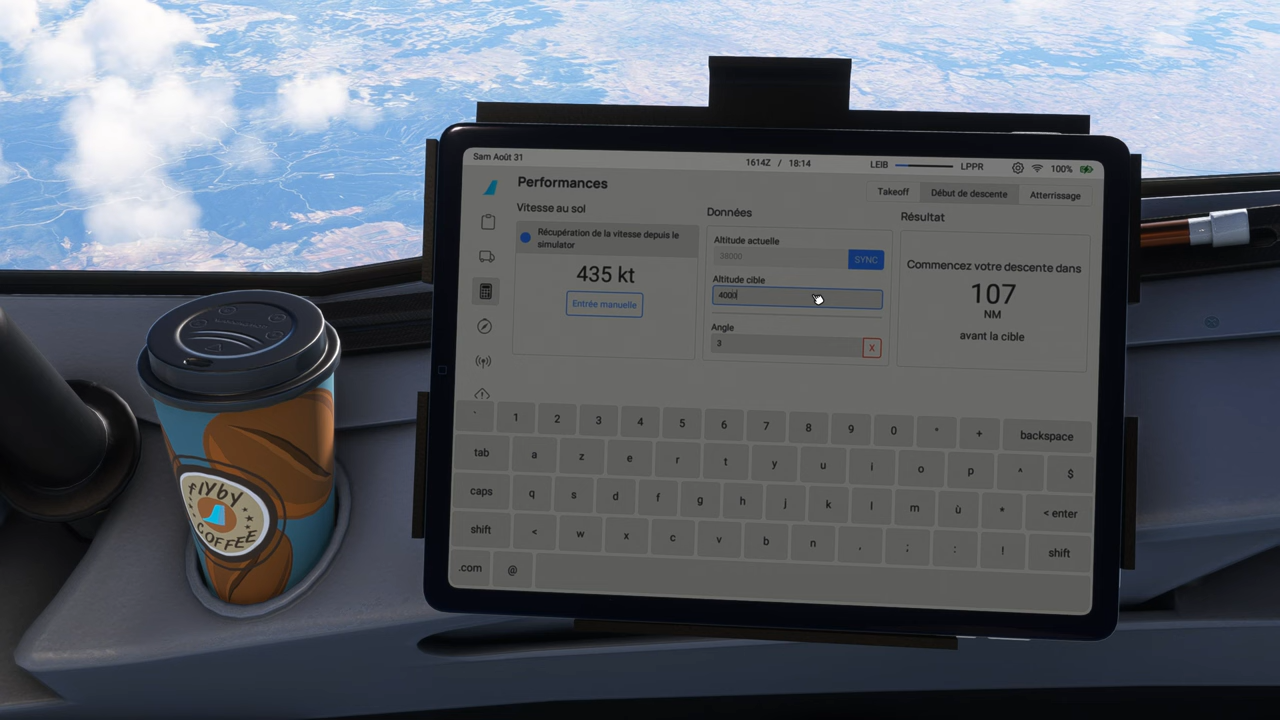 Sam Août 31
1614Z / 18:14
LEIB
LPPR
100%
Performances
Takeoff
Début de descente
Atterrissage
Vitesse au sol
Récupération de la vitesse depuis le
simulator
435 kt
Entrée manuelle
Données
Altitude actuelle
38000
SYNC
Altitude cible
4000
Angle
3
X
Résultat
Commencez votre descente dans
107
NM
avant la cible
` 1 2 3 4 5 6 7 8 9 0 ° + backspace
tab a z e r t y u i o p ^ $
caps q s d f g h j k l m ù * < enter
shift < w x c v b n , ; : ! shift
.com @
flyby
COFFEE